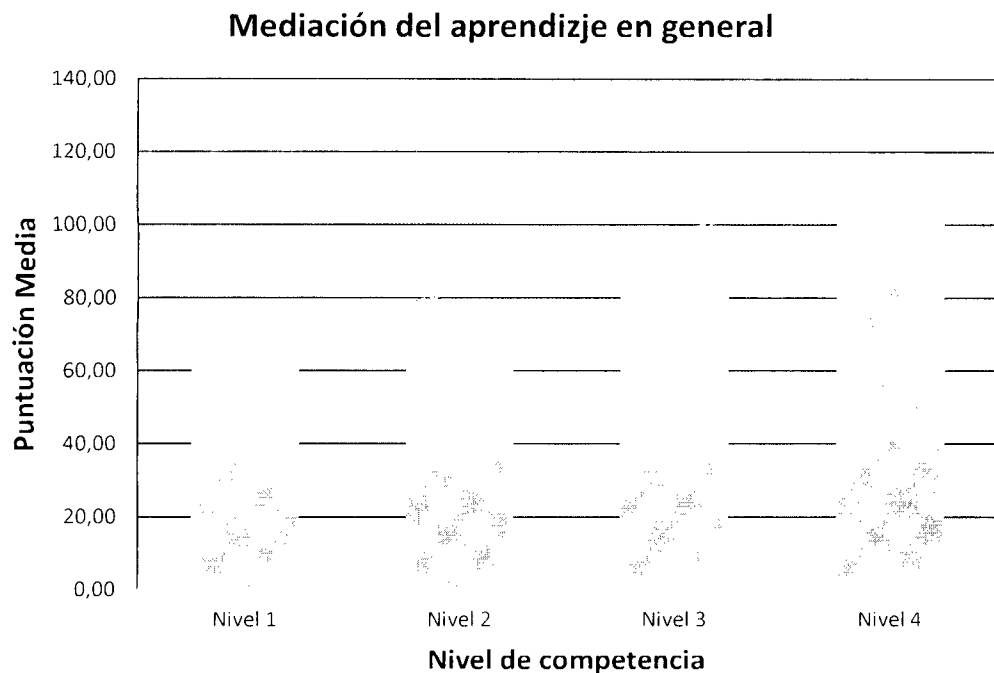 Mediación del aprendizje en general
140,00
120,00
100,00
80,00
60,00
40,00
20,00
0,00
Puntuación Media
Nivel 1
Nivel 2
Nivel 3
Nivel 4
Nivel de competencia